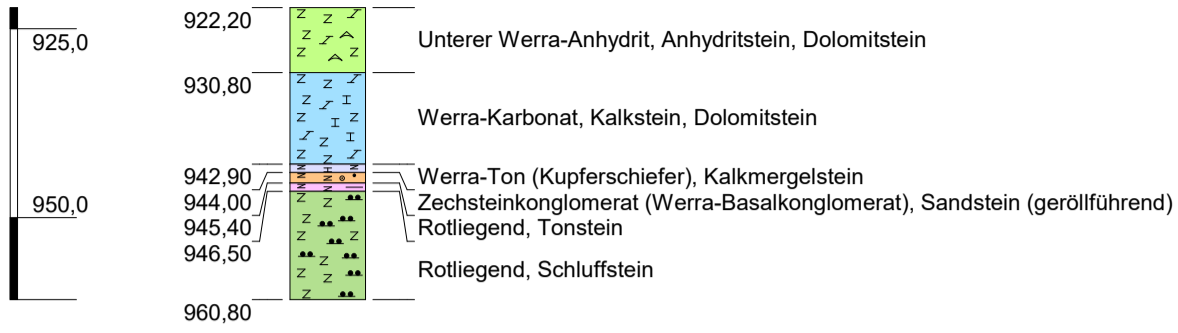 922,20
925,0
Unterer Werra-Anhydrit, Anhydritstein, Dolomitstein
930,80
Werra-Karbonat, Kalkstein, Dolomitstein
942,90
Werra-Ton (Kupferschiefer), Kalkmergelstein
944,00
Zechsteinkonglomerat (Werra-Basalkonglomerat), Sandstein (geröllführend)
950,0
945,40
Rotliegend, Tonstein
946,50
Rotliegend, Schluffstein
960,80